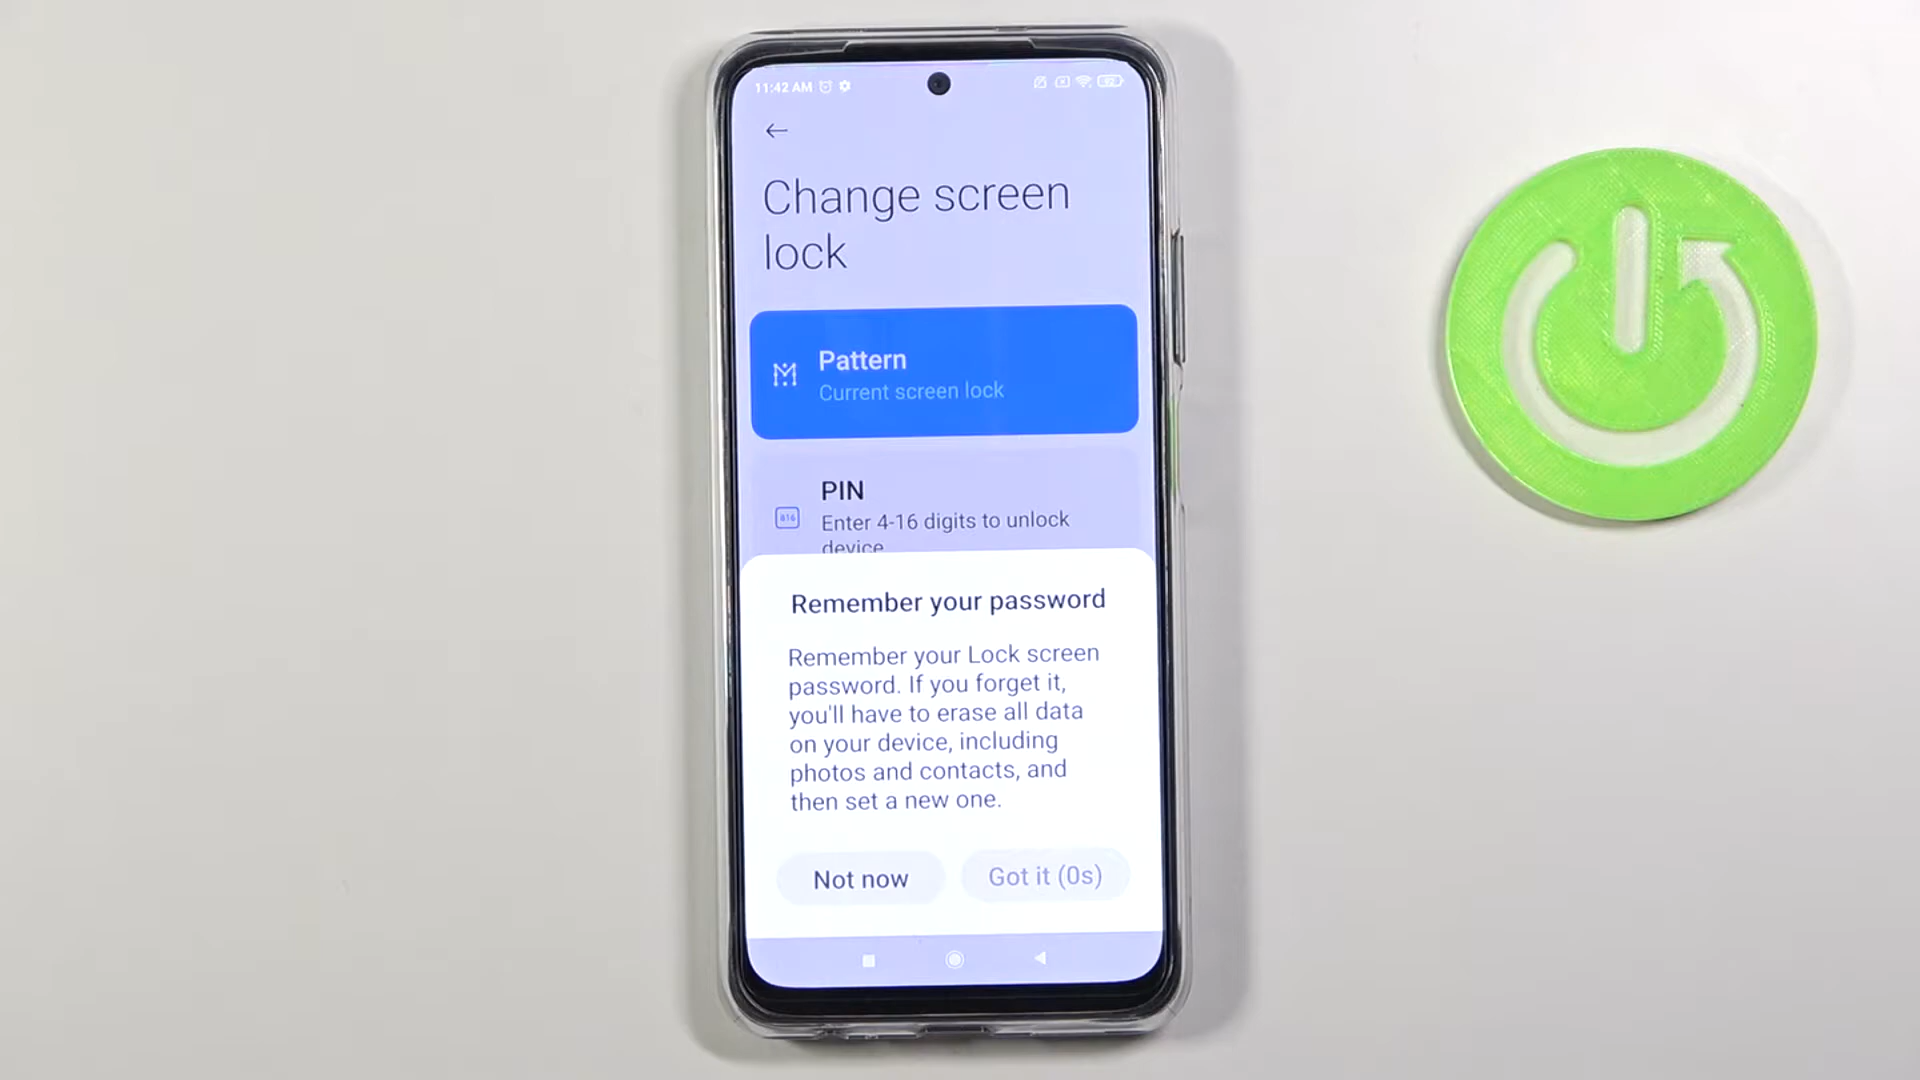 11:42 AM
92
Change screen
lock
Pattern
Current screen lock
PIN
816
Enter 4-16 digits to unlock
device
Remember your password
Remember your Lock screen
password. If you forget it,
you'll have to erase all data
on your device, including
photos and contacts, and
then set a new one.
Not now
Got it (0s)